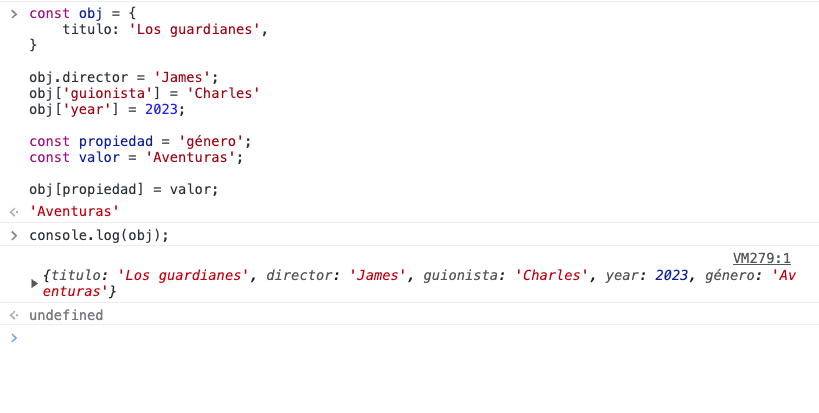 const obj = {
    titulo: 'Los guardianes',
}
obj.director = 'James';
obj['guionista'] = 'Charles'
obj['year'] = 2023;
const propiedad = 'género';
const valor = 'Aventuras';
obj[propiedad] = valor;
'Aventuras'
console.log(obj);
VM279:1
{titulo: 'Los guardianes', director: 'James', guionista: 'Charles', year: 2023, género: 'Av
enturas'}
undefined